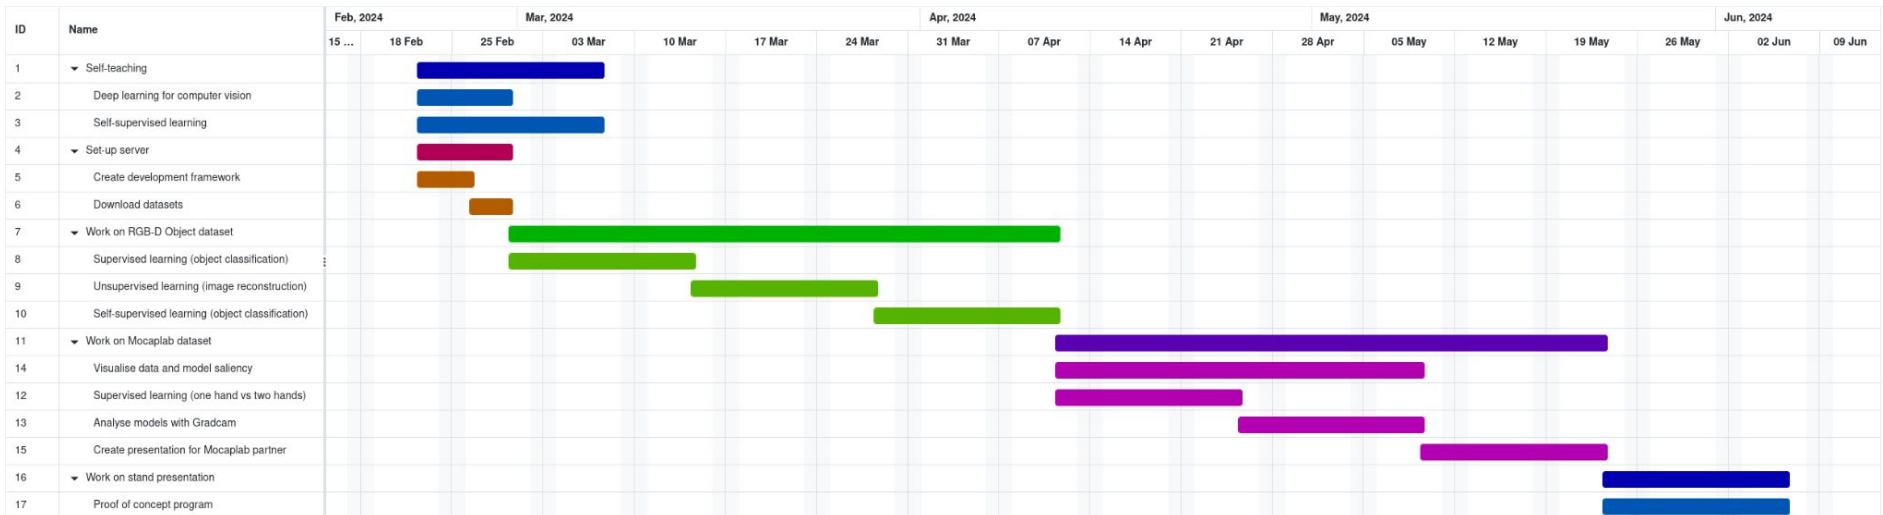 ID Name Feb, 2024 Mar, 2024 Apr, 2024 May, 2024 Jun, 2024
15 ... 18 Feb 25 Feb 03 Mar 10 Mar 17 Mar 24 Mar 31 Mar 07 Apr 14 Apr 21 Apr 28 Apr 05 May 12 May 19 May 26 May 02 Jun 09 Jun
1 Self-teaching
2 Deep learning for computer vision
3 Self-supervised learning
4 Set-up server
5 Create development framework
6 Download datasets
7 Work on RGB-D Object dataset
8 Supervised learning (object classification)
9 Unsupervised learning (image reconstruction)
10 Self-supervised learning (object classification)
11 Work on Mocaplab dataset
14 Visualise data and model saliency
12 Supervised learning (one hand vs two hands)
13 Analyse models with Gradcam
15 Create presentation for Mocaplab partner
16 Work on stand presentation
17 Proof of concept program